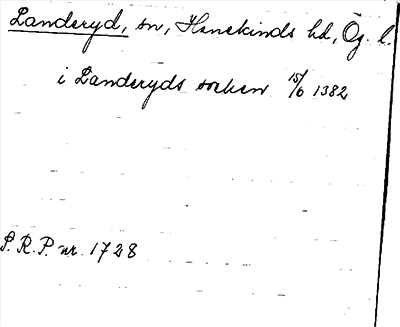 Landeryd, sn, Hanekinds hd, Ög. l.
i Landeryds socken 15/6 1382
S.R.P. nr. 1728